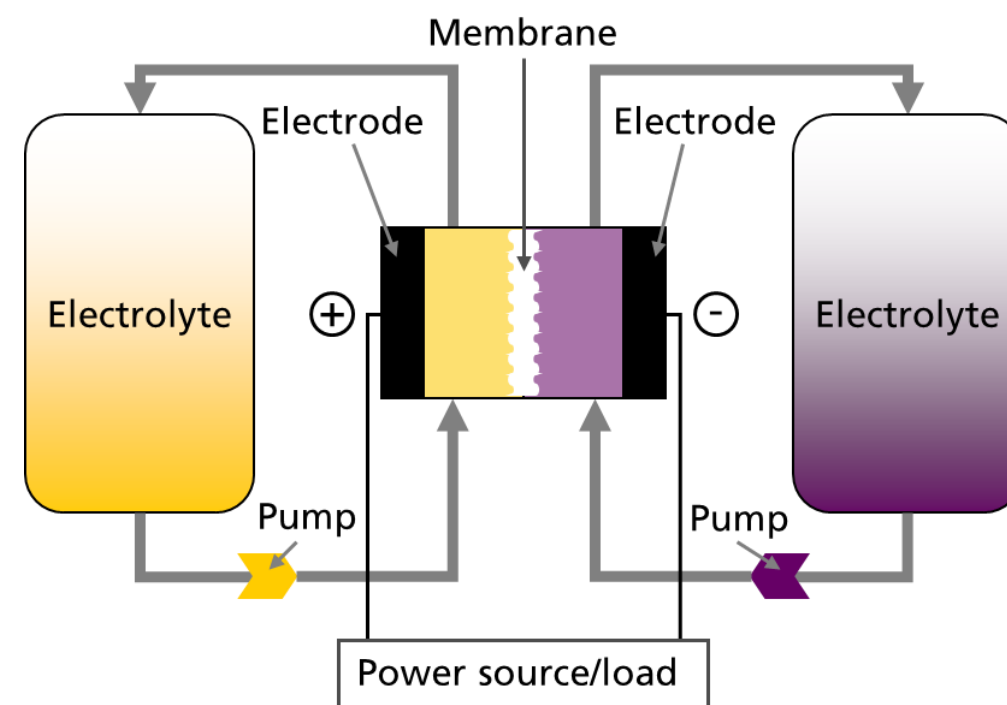 Membrane
Electrode
Electrode
Electrolyte
+
-
Electrolyte
Pump
Pump
Power source/load